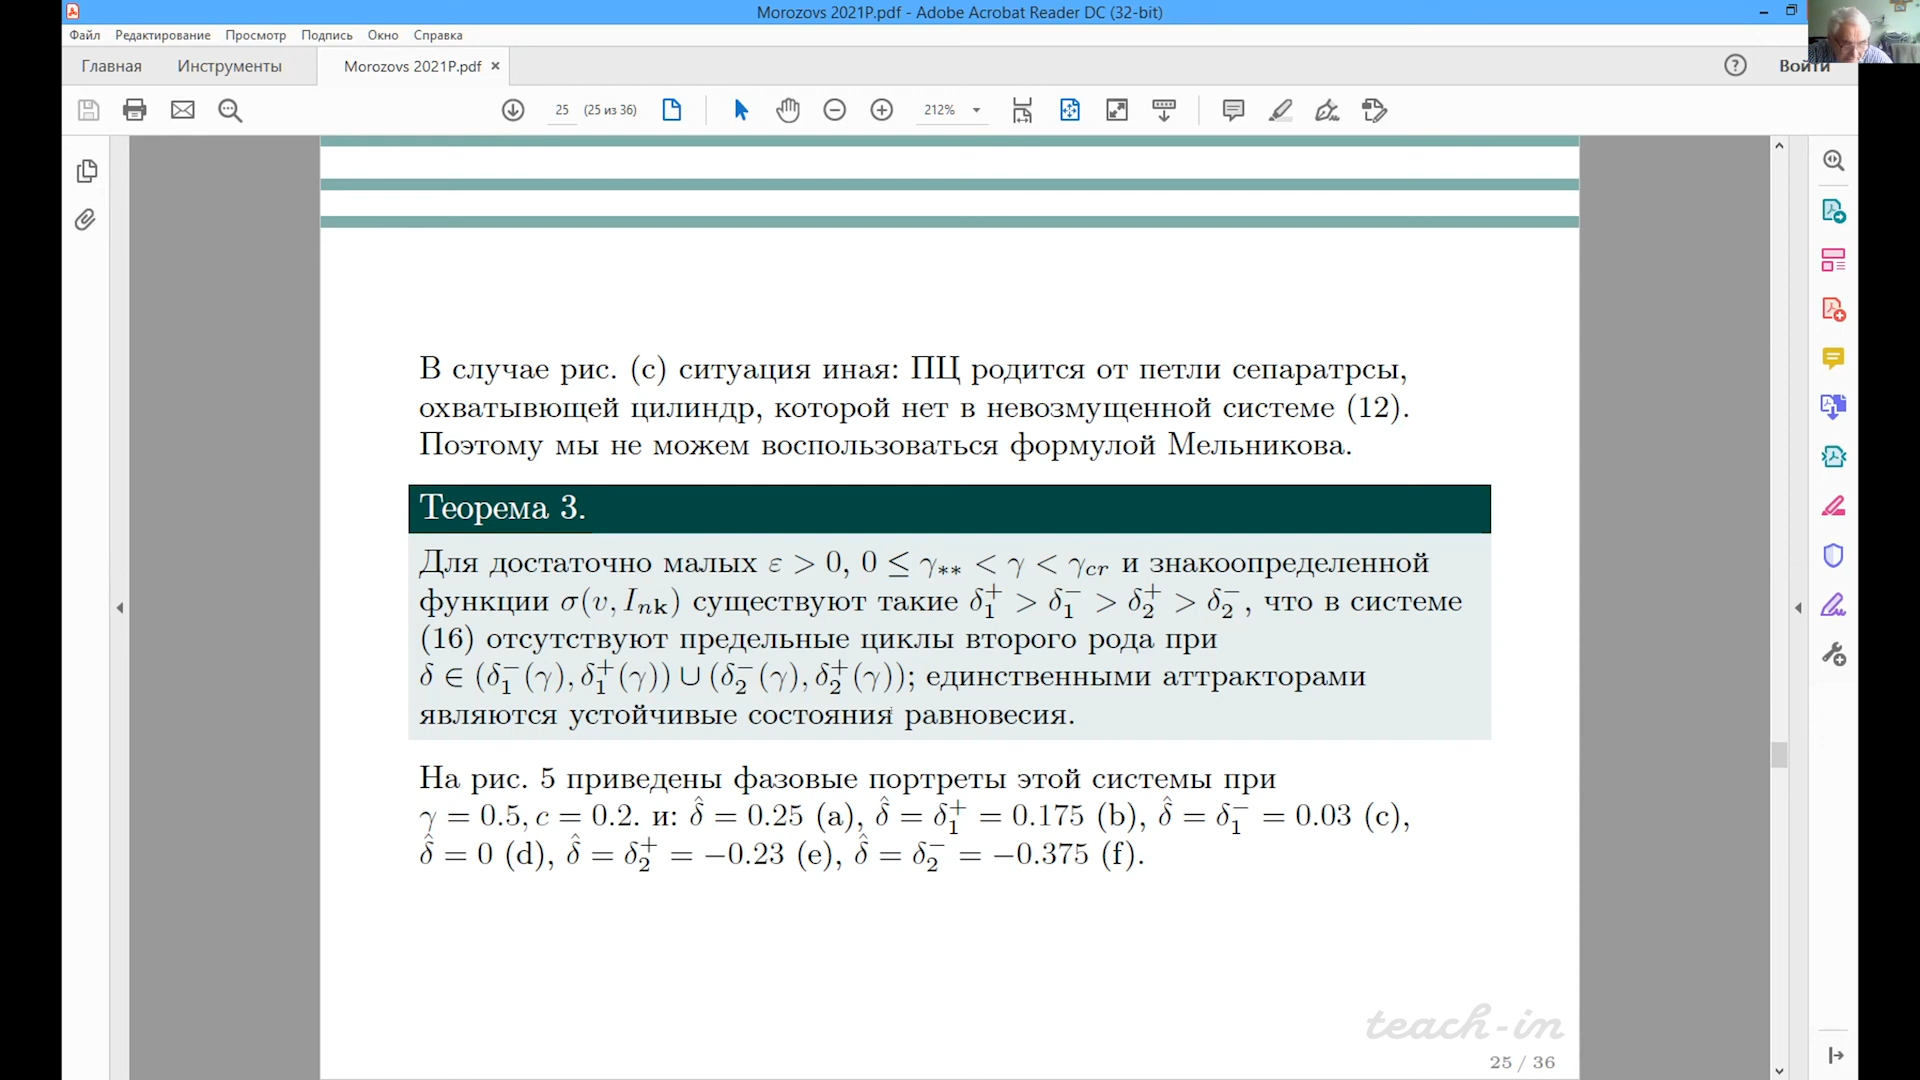 Morozovs 2021P.pdf - Adobe Acrobat Reader DC (32-bit)
Файл Редактирование Просмотр Подпись Окно Справка
Главная Инструменты Morozovs 2021P.pdf × Войти
25 (25 из 36) 212%
В случае рис. (c) ситуация иная: ПЦ родится от петли сепаратрсы,
охватывющей цилиндр, которой нет в невозмущенной системе (12).
Поэтому мы не можем воспользоваться формулой Мельникова.
Теорема 3.
Для достаточно малых ε > 0, 0 ≤ γ** < γ < γ_cr и знакоопределенной
функции σ(v, I_nk) существуют такие δ₁⁺ > δ₁⁻ > δ₂⁺ > δ₂⁻, что в системе
(16) отсутствуют предельные циклы второго рода при
δ ∈ (δ₁⁻(γ), δ₁⁺(γ)) ∪ (δ₂⁻(γ), δ₂⁺(γ)); единственными аттракторами
являются устойчивые состояния равновесия.
На рис. 5 приведены фазовые портреты этой системы при
γ = 0.5, c = 0.2. и: δ̂ = 0.25 (a), δ̂ = δ₁⁺ = 0.175 (b), δ̂ = δ₁⁻ = 0.03 (c),
δ̂ = 0 (d), δ̂ = δ₂⁺ = −0.23 (e), δ̂ = δ₂⁻ = −0.375 (f).
teach-in
25 / 36